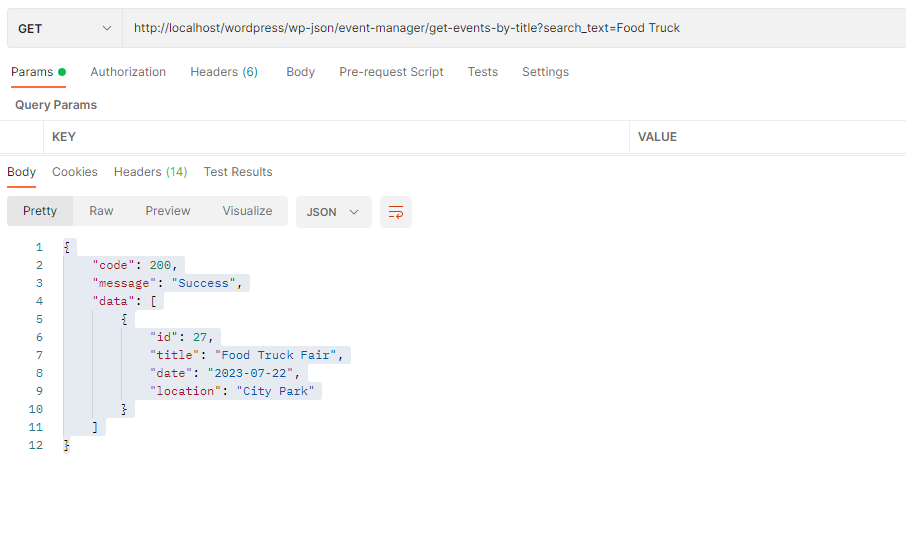 GET http://localhost/wordpress/wp-json/event-manager/get-events-by-title?search_text=Food Truck
Params Authorization Headers (6) Body Pre-request Script Tests Settings
Query Params
KEY VALUE
Body Cookies Headers (14) Test Results
Pretty Raw Preview Visualize JSON
1 {
2 "code": 200,
3 "message": "Success",
4 "data": [
5 {
6 "id": 27,
7 "title": "Food Truck Fair",
8 "date": "2023-07-22",
9 "location": "City Park"
10 }
11 ]
12 }